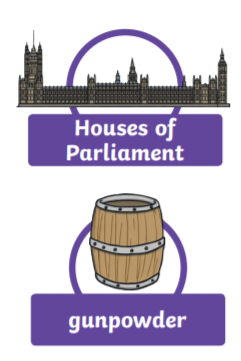 Houses of
Parliament
gunpowder